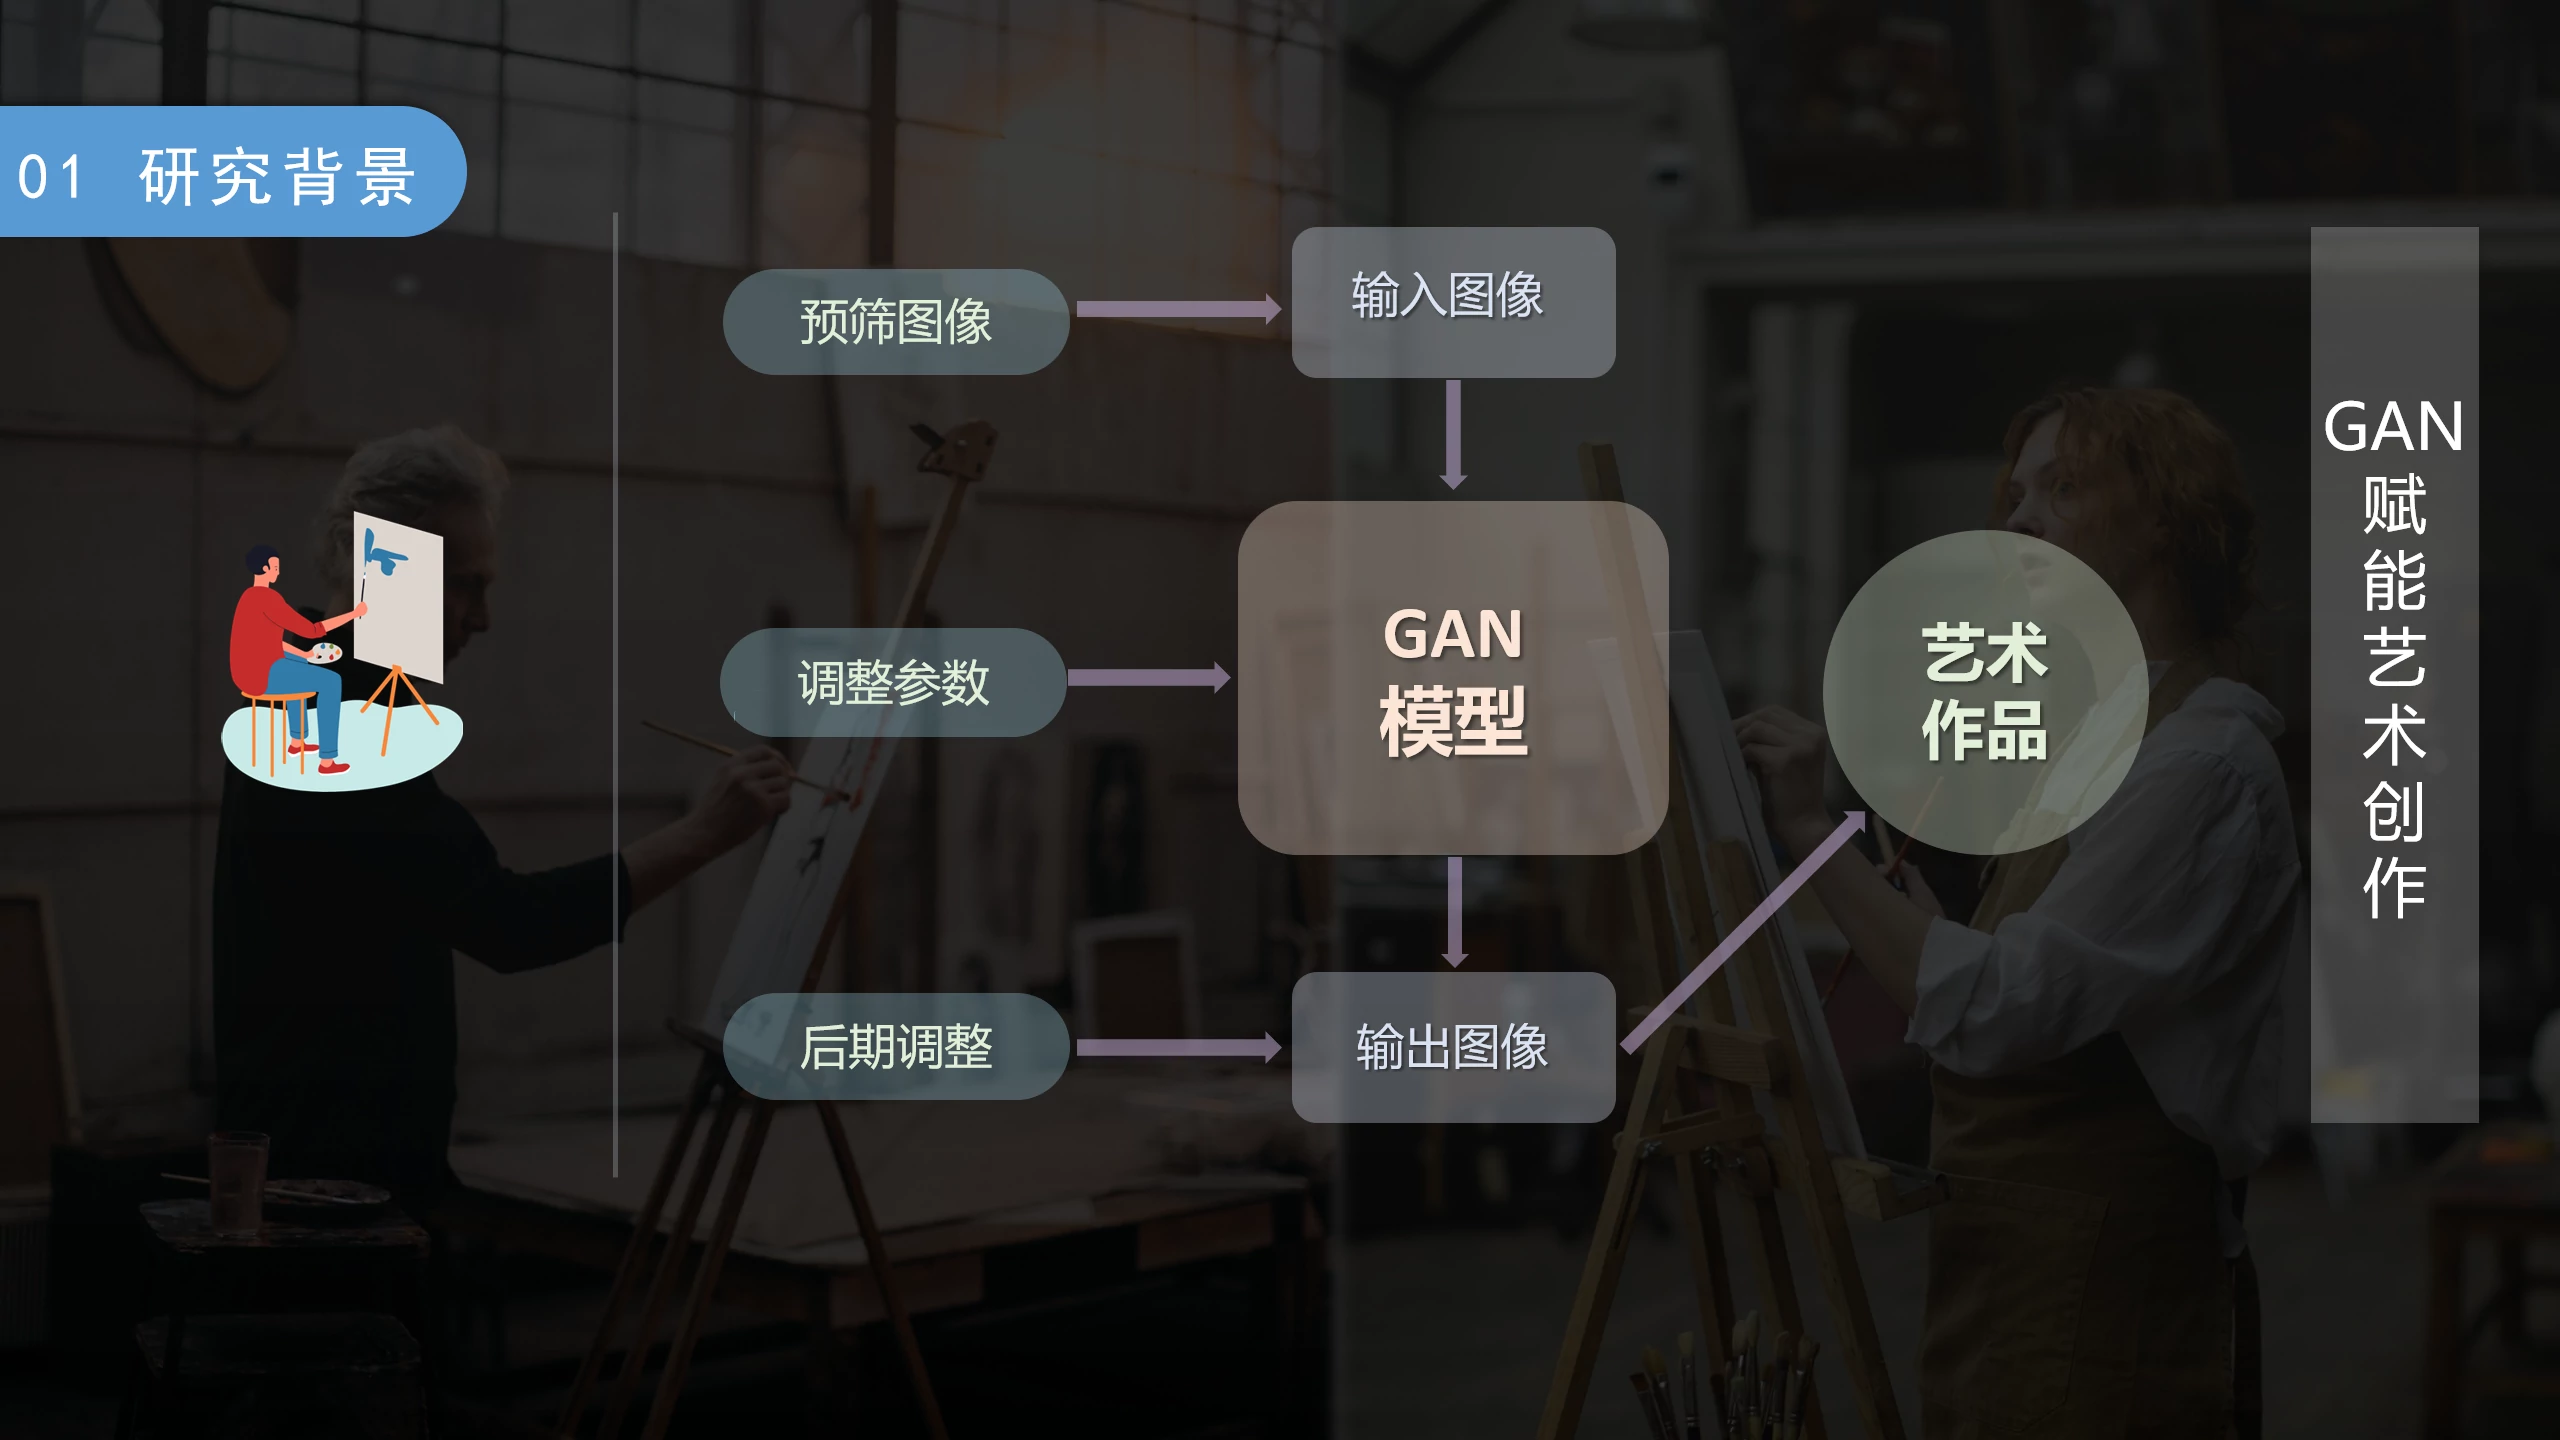 01 研究背景
预筛图像
输入图像
调整参数
GAN
模型
艺术
作品
后期调整
输出图像
GAN
赋
能
艺
术
创
作